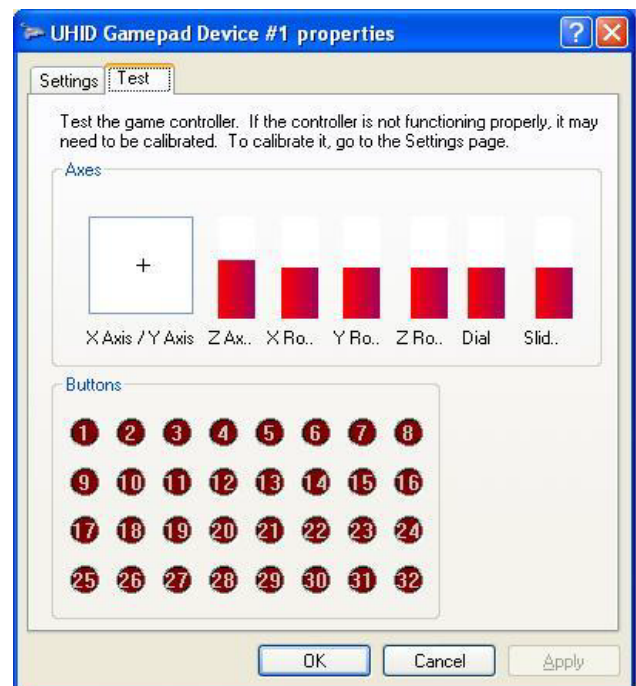 UHID Gamepad Device #1 properties
Settings Test
Test the game controller. If the controller is not functioning properly, it may
need to be calibrated. To calibrate it, go to the Settings page.
Axes
X Axis / Y Axis Z Ax.. X Ro.. Y Ro.. Z Ro.. Dial Slid..
Buttons
1 2 3 4 5 6 7 8
9 10 11 12 13 14 15 16
17 18 19 20 21 22 23 24
25 26 27 28 29 30 31 32
OK Cancel Apply